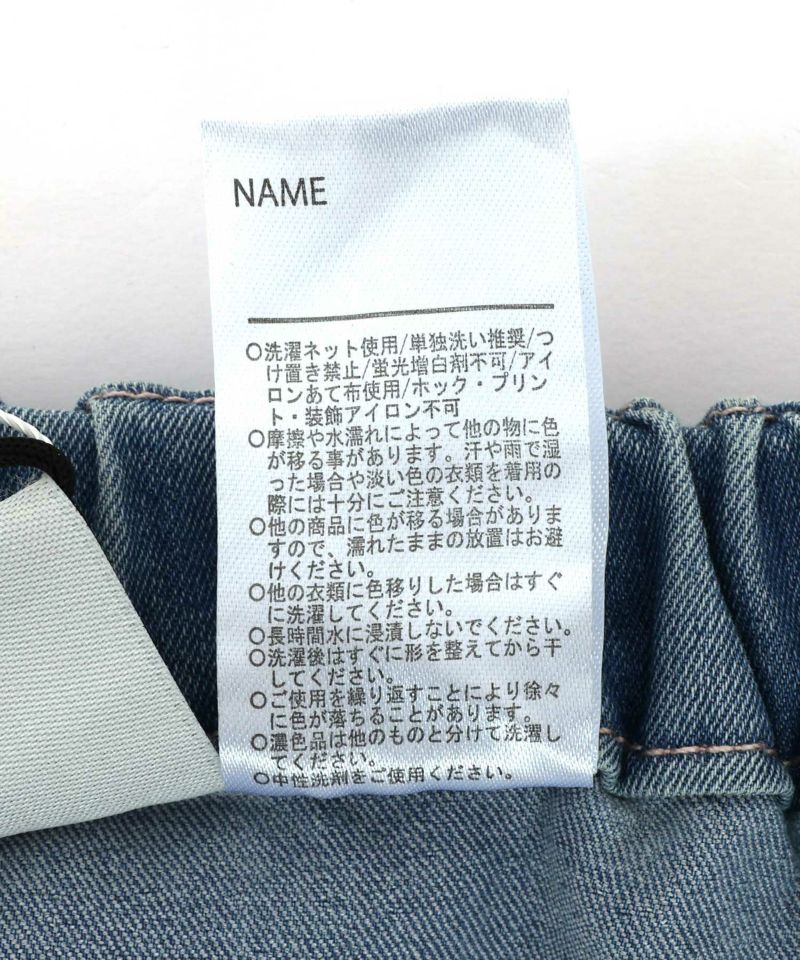 NAME
○洗濯ネット使用/単独洗い推奨/つ
け置き禁止/蛍光増白剤不可/アイ
ロンあて布使用/ホック・プリン
ト・装飾アイロン不可
○摩擦や水濡れによって他の物に色
が移る事があります。汗や雨で湿
った場合や淡い色の衣類を着用の
際には十分にご注意ください。
○他の商品に色が移る場合がありま
すので、濡れたままの放置はお避
けください。
○他の衣類に色移りした場合はすぐ
に洗濯してください。
○長時間水に浸漬しないでください。
○洗濯後はすぐに形を整えてから干
してください。
○ご使用を繰り返すことにより徐々
に色が落ちることがあります。
○濃色品は他のものと分けて洗濯し
てください。
○中性洗剤をご使用ください。